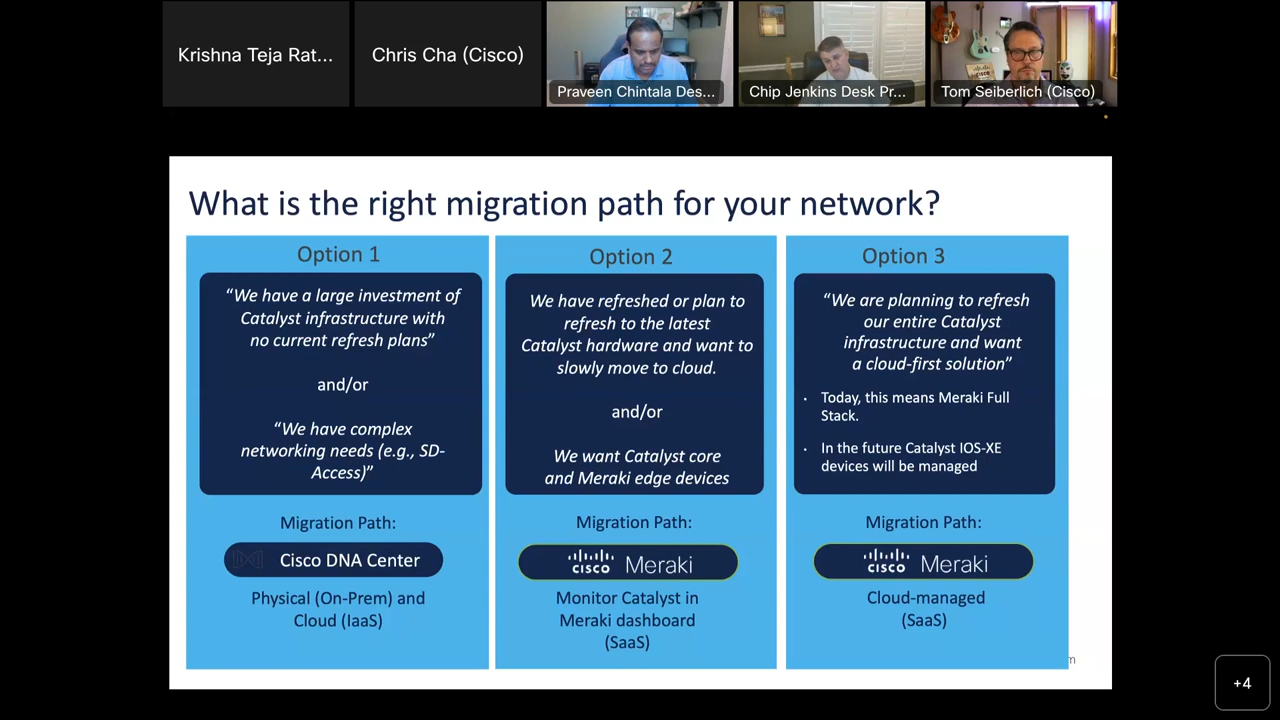 Krishna Teja Rat...
Chris Cha (Cisco)
Praveen Chintala Des...
Chip Jenkins Desk Pr...
Tom Seiberlich (Cisco)
What is the right migration path for your network?
Option 1
“We have a large investment of
Catalyst infrastructure with
no current refresh plans”
and/or
“We have complex
networking needs (e.g., SD-
Access)”
Migration Path:
Cisco DNA Center
Physical (On-Prem) and
Cloud (IaaS)
Option 2
We have refreshed or plan to
refresh to the latest
Catalyst hardware and want to
slowly move to cloud.
and/or
We want Catalyst core
and Meraki edge devices
Migration Path:
cisco Meraki
Monitor Catalyst in
Meraki dashboard
(SaaS)
Option 3
“We are planning to refresh
our entire Catalyst
infrastructure and want
a cloud-first solution”
· Today, this means Meraki Full
Stack.
· In the future Catalyst IOS-XE
devices will be managed
Migration Path:
cisco Meraki
Cloud-managed
(SaaS)
+4